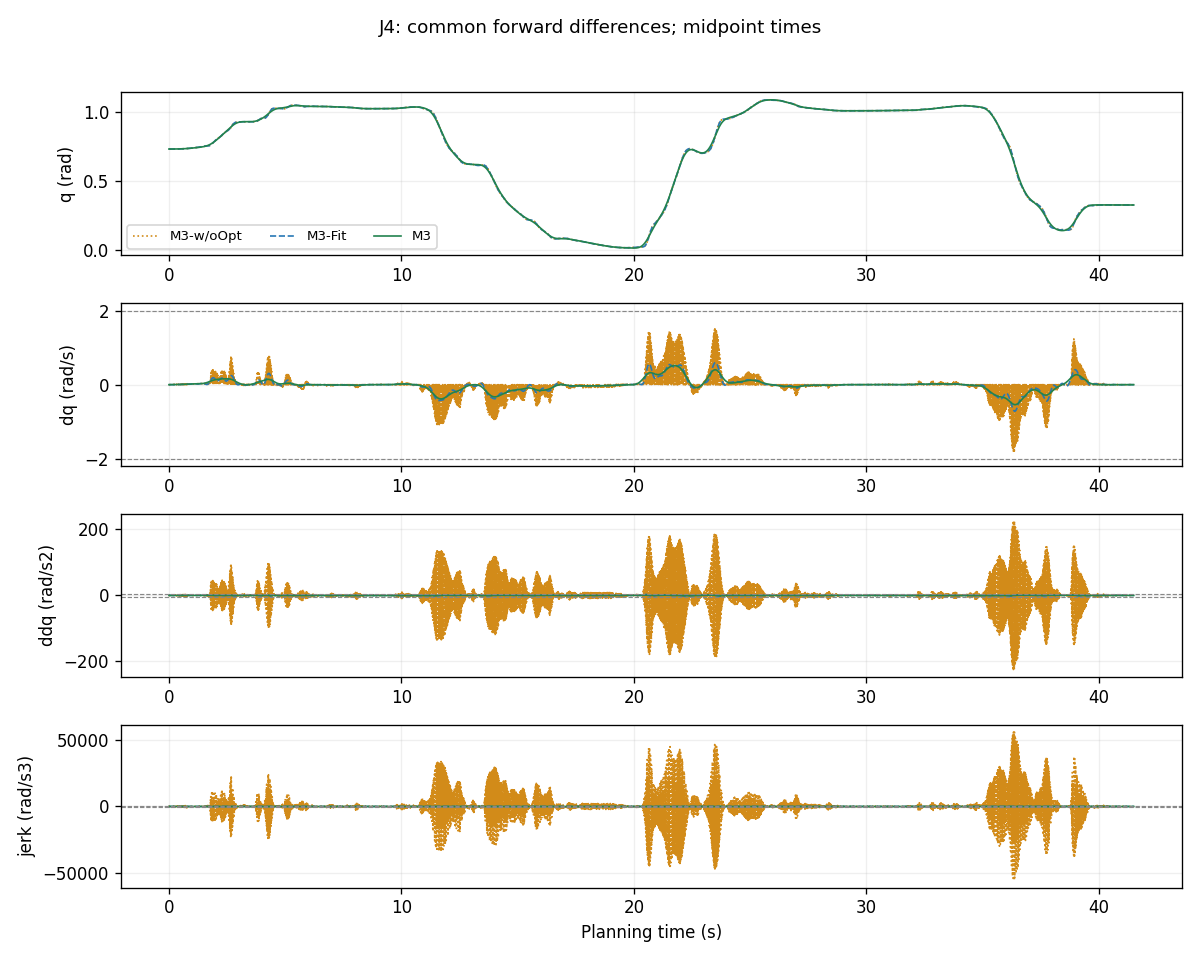 J4: common forward differences; midpoint times
q (rad)
1.0
0.5
0.0
M3-w/oOpt M3-Fit M3
0 10 20 30 40
dq (rad/s)
2
0
−2
0 10 20 30 40
ddq (rad/s2)
200
0
−200
0 10 20 30 40
jerk (rad/s3)
50000
0
−50000
0 10 20 30 40
Planning time (s)